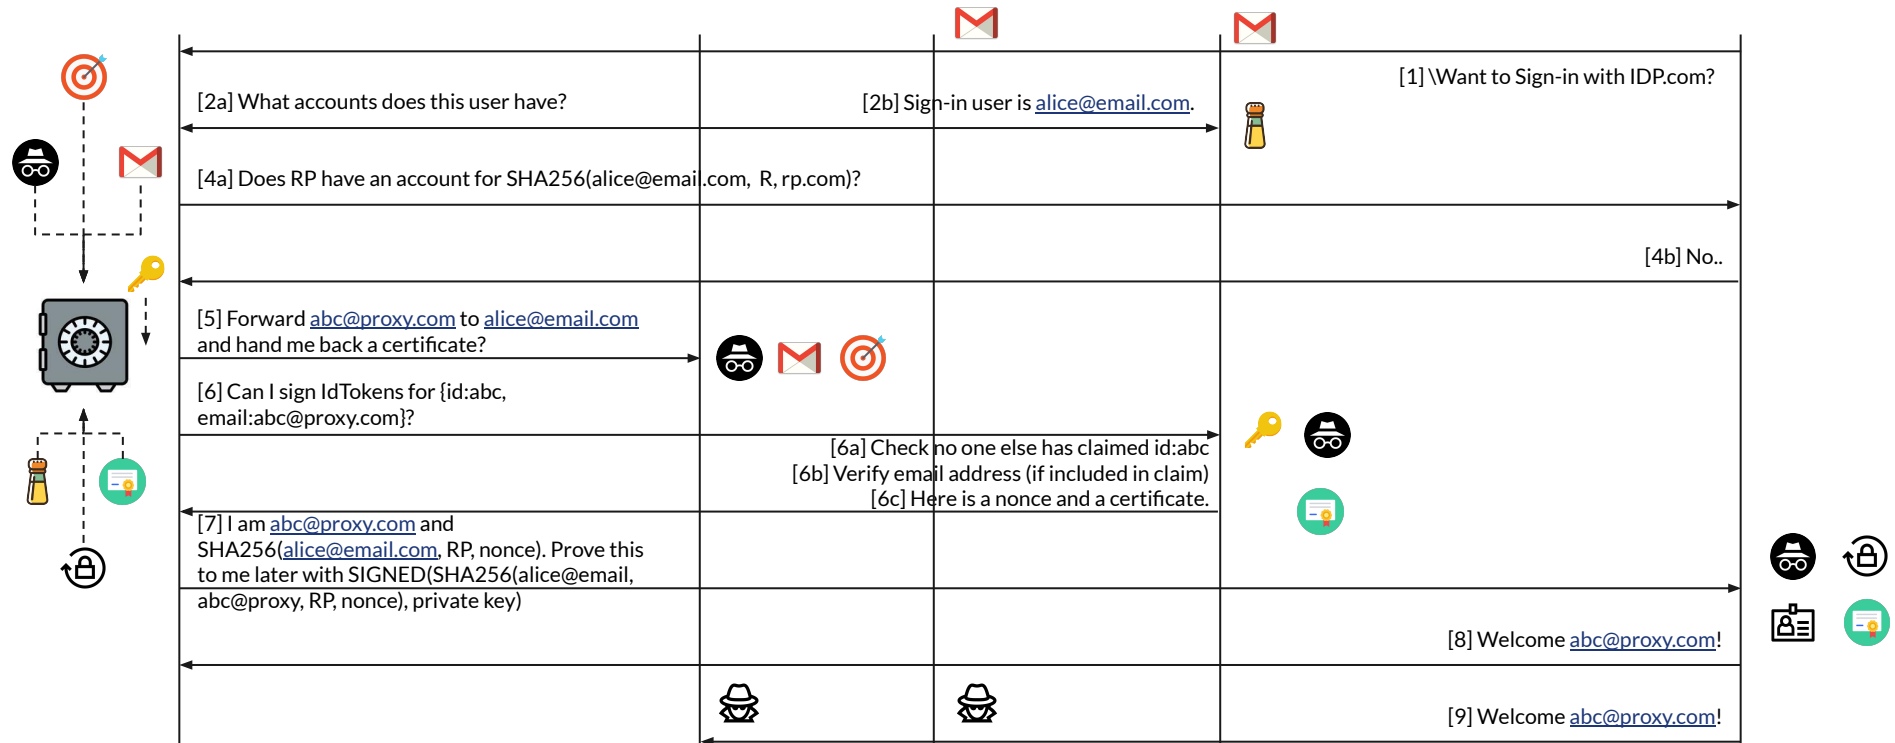 [1] \Want to Sign-in with IDP.com?
[2a] What accounts does this user have?
[2b] Sign-in user is alice@email.com.
[4a] Does RP have an account for SHA256(alice@email.com, R, rp.com)?
[4b] No..
[5] Forward abc@proxy.com to alice@email.com
and hand me back a certificate?
[6] Can I sign IdTokens for {id:abc,
email:abc@proxy.com}?
[6a] Check no one else has claimed id:abc
[6b] Verify email address (if included in claim)
[6c] Here is a nonce and a certificate.
[7] I am abc@proxy.com and
SHA256(alice@email.com, RP, nonce). Prove this
to me later with SIGNED(SHA256(alice@email,
abc@proxy, RP, nonce), private key)
[8] Welcome abc@proxy.com!
[9] Welcome abc@proxy.com!